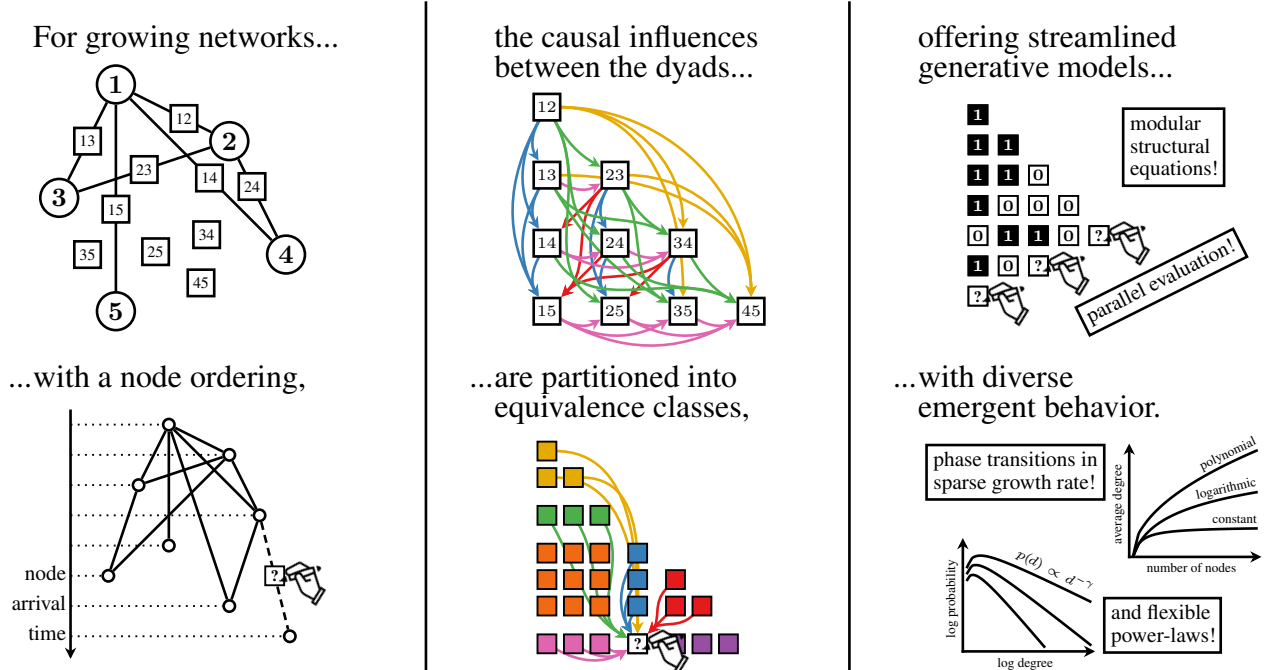 For growing networks...
1
12
13
2
23
14
24
3
15
34
35
25
4
45
5
...with a node ordering,
node
?
arrival
time
the causal influences
between the dyads...
12
13
23
14
24
34
15
25
35
45
...are partitioned into
equivalence classes,
?
offering streamlined
generative models...
1
1 1
1 1 0
1 0 0 0
0 1 1 0 ?
1 0 ?
?
modular
structural
equations!
parallel evaluation!
...with diverse
emergent behavior.
phase transitions in
sparse growth rate!
average degree
polynomial
logarithmic
constant
number of nodes
log probability
p(d) ∝ d^−γ
log degree
and flexible
power-laws!